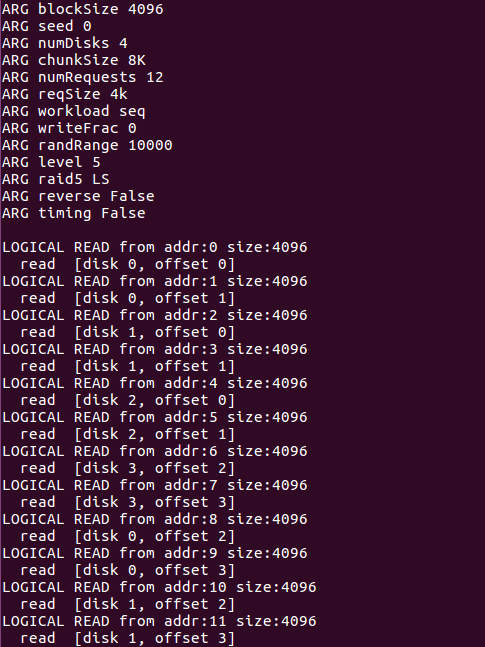 ARG blockSize 4096
ARG seed 0
ARG numDisks 4
ARG chunkSize 8K
ARG numRequests 12
ARG reqSize 4k
ARG workload seq
ARG writeFrac 0
ARG randRange 10000
ARG level 5
ARG raid5 LS
ARG reverse False
ARG timing False

LOGICAL READ from addr:0 size:4096
  read  [disk 0, offset 0]
LOGICAL READ from addr:1 size:4096
  read  [disk 0, offset 1]
LOGICAL READ from addr:2 size:4096
  read  [disk 1, offset 0]
LOGICAL READ from addr:3 size:4096
  read  [disk 1, offset 1]
LOGICAL READ from addr:4 size:4096
  read  [disk 2, offset 0]
LOGICAL READ from addr:5 size:4096
  read  [disk 2, offset 1]
LOGICAL READ from addr:6 size:4096
  read  [disk 3, offset 2]
LOGICAL READ from addr:7 size:4096
  read  [disk 3, offset 3]
LOGICAL READ from addr:8 size:4096
  read  [disk 0, offset 2]
LOGICAL READ from addr:9 size:4096
  read  [disk 0, offset 3]
LOGICAL READ from addr:10 size:4096
  read  [disk 1, offset 2]
LOGICAL READ from addr:11 size:4096
  read  [disk 1, offset 3]